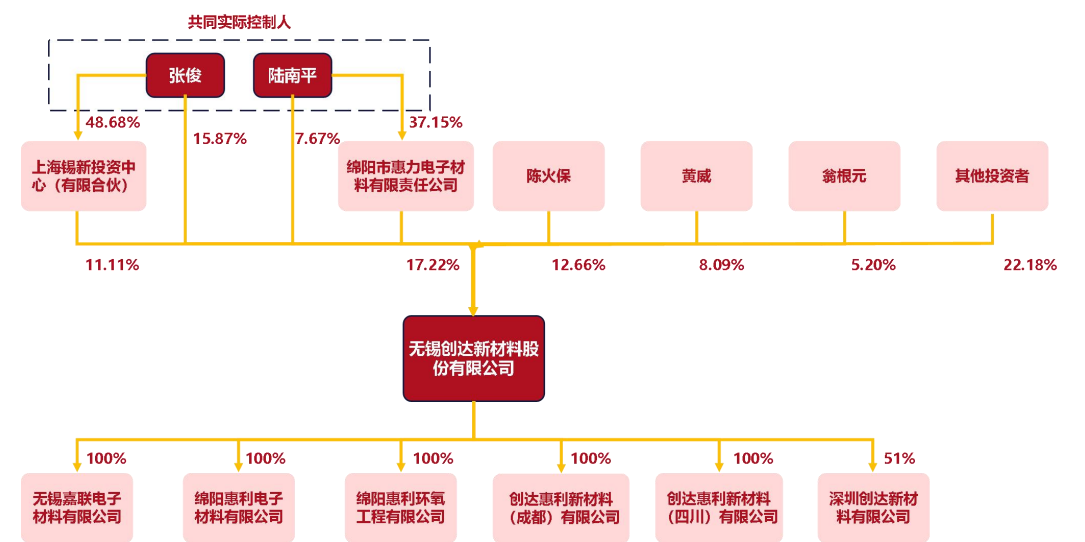 共同实际控制人
张俊
陆南平
48.68%
15.87%
7.67%
37.15%
上海锡新投资中
心（有限合伙）
绵阳市惠力电子材
料有限责任公司
陈火保
黄威
翁根元
其他投资者
11.11%
17.22%
12.66%
8.09%
5.20%
22.18%
无锡创达新材料股
份有限公司
100%
100%
100%
100%
100%
51%
无锡嘉联电子
材料有限公司
绵阳惠利电子
材料有限公司
绵阳惠利环氧
工程有限公司
创达惠利新材料
（成都）有限公司
创达惠利新材料
（四川）有限公司
深圳创达新材
料有限公司